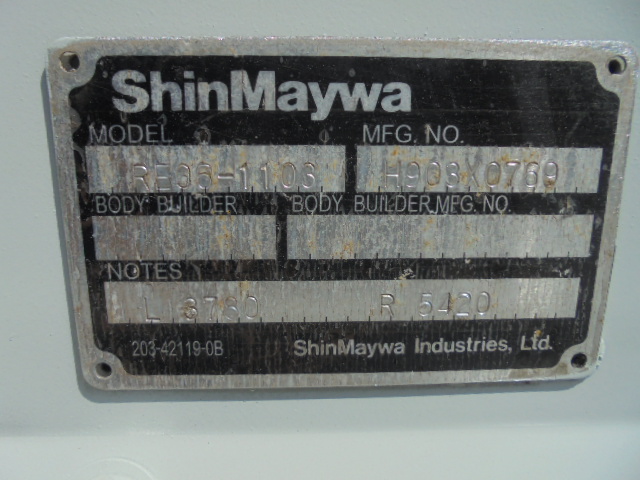 ShinMaywa
MODEL MFG. NO.
RE06-1103 H903X0769
BODY BUILDER BODY BUILDER MFG. NO.
NOTES
L 3780 R 5420
203-42119-0B ShinMaywa Industries, Ltd.